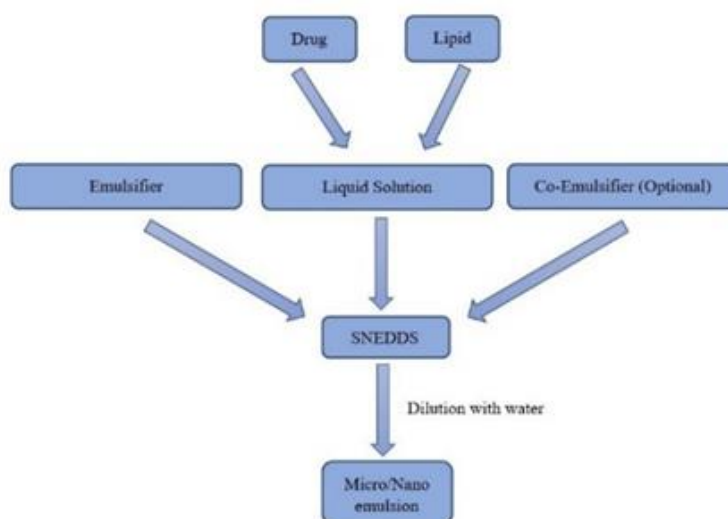 Drug
Lipid
Emulsifier
Liquid Solution
Co-Emulsifier (Optional)
SNEDDS
Dilution with water
Micro/Nano
emulsion